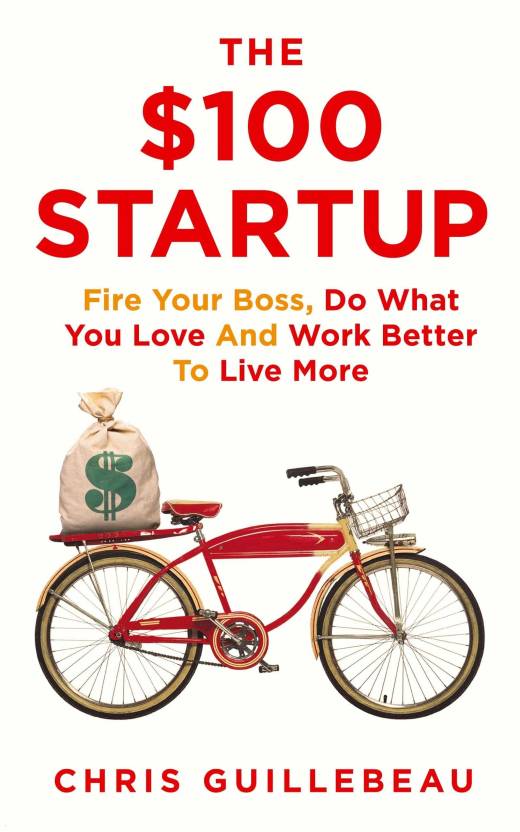 THE
$100
STARTUP
Fire Your Boss, Do What
You Love And Work Better
To Live More
$
CHRIS GUILLEBEAU